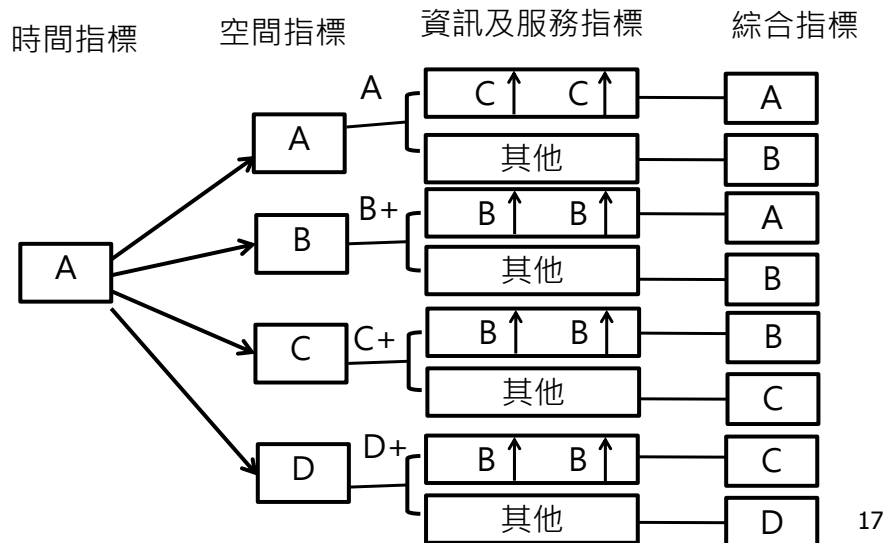 時間指標 空間指標 資訊及服務指標 綜合指標
A C↑ C↑ A
A
其他 B
B+ B↑ B↑ A
A B
其他 B
C+ B↑ B↑ B
C
其他 C
D+ B↑ B↑ C
D
其他 D
17